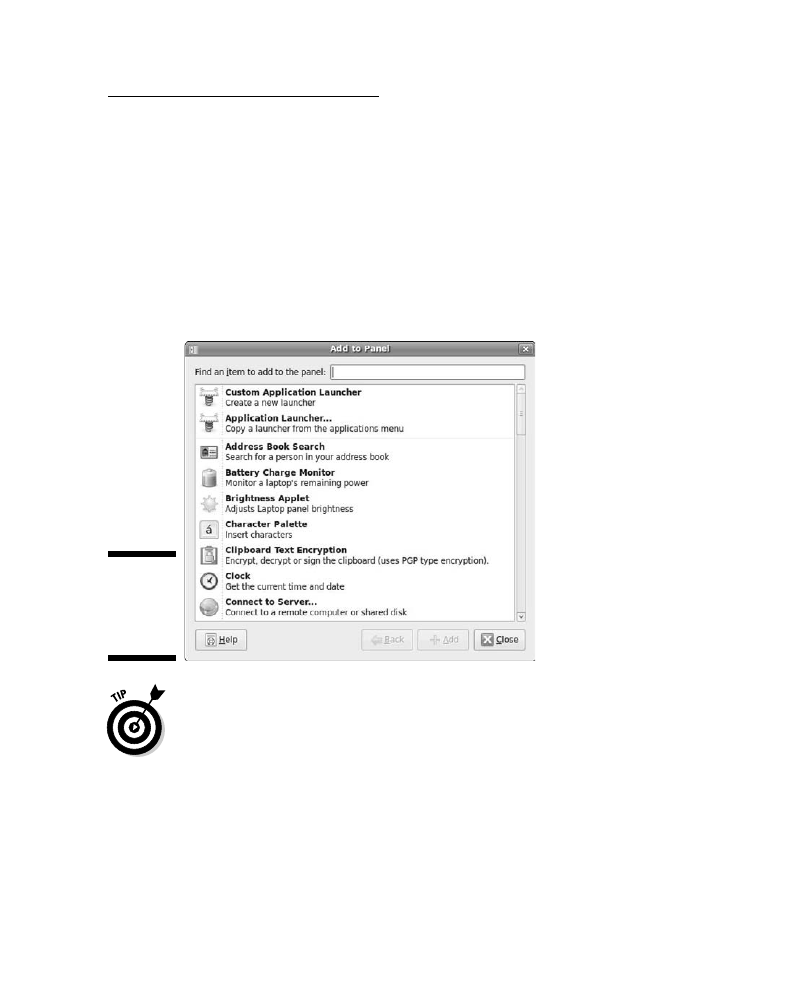 Add to Panel
Find an item to add to the panel:
Custom Application Launcher
Create a new launcher
Application Launcher...
Copy a launcher from the applications menu
Address Book Search
Search for a person in your address book
Battery Charge Monitor
Monitor a laptop's remaining power
Brightness Applet
Adjusts Laptop panel brightness
Character Palette
Insert characters
á
Clipboard Text Encryption
Encrypt, decrypt or sign the clipboard (uses PGP type encryption).
Clock
Get the current time and date
Connect to Server...
Connect to a remote computer or shared disk
Help Back Add Close
TIP